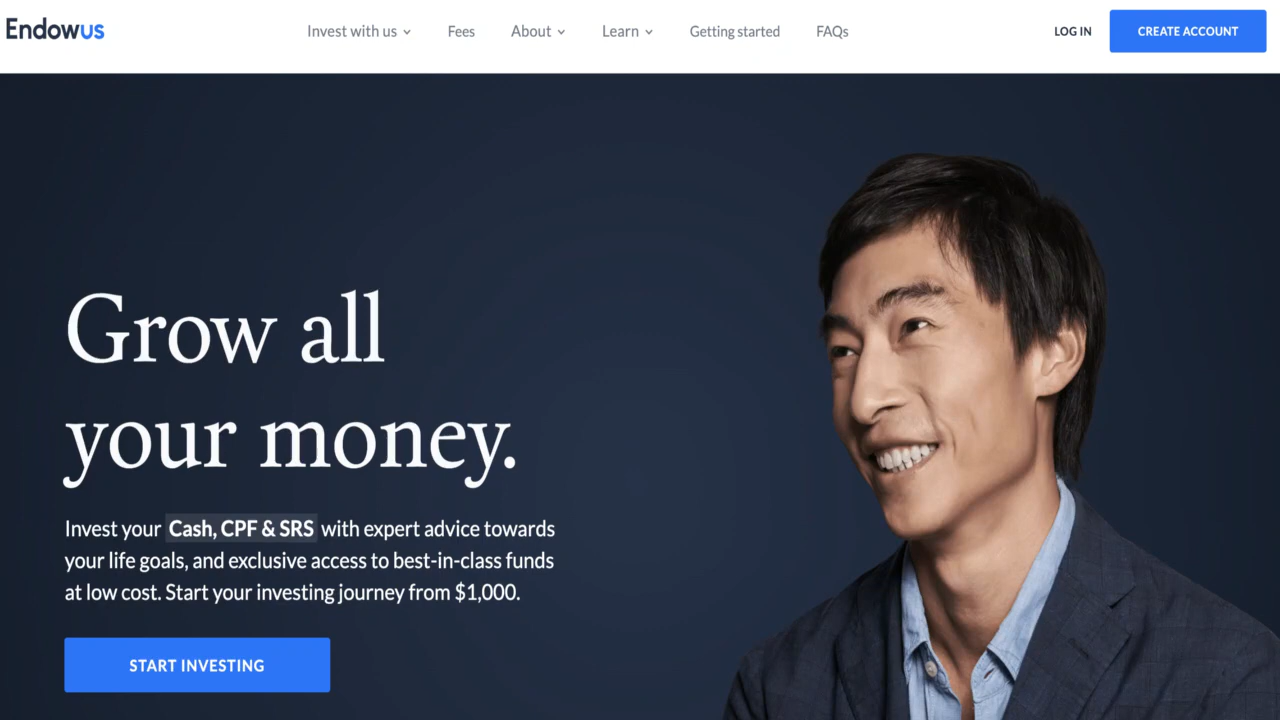 Endowus
Invest with us
Fees
About
Learn
Getting started
FAQs
LOG IN
CREATE ACCOUNT
Grow all
your money.
Invest your Cash, CPF & SRS with expert advice towards
your life goals, and exclusive access to best-in-class funds
at low cost. Start your investing journey from $1,000.
START INVESTING